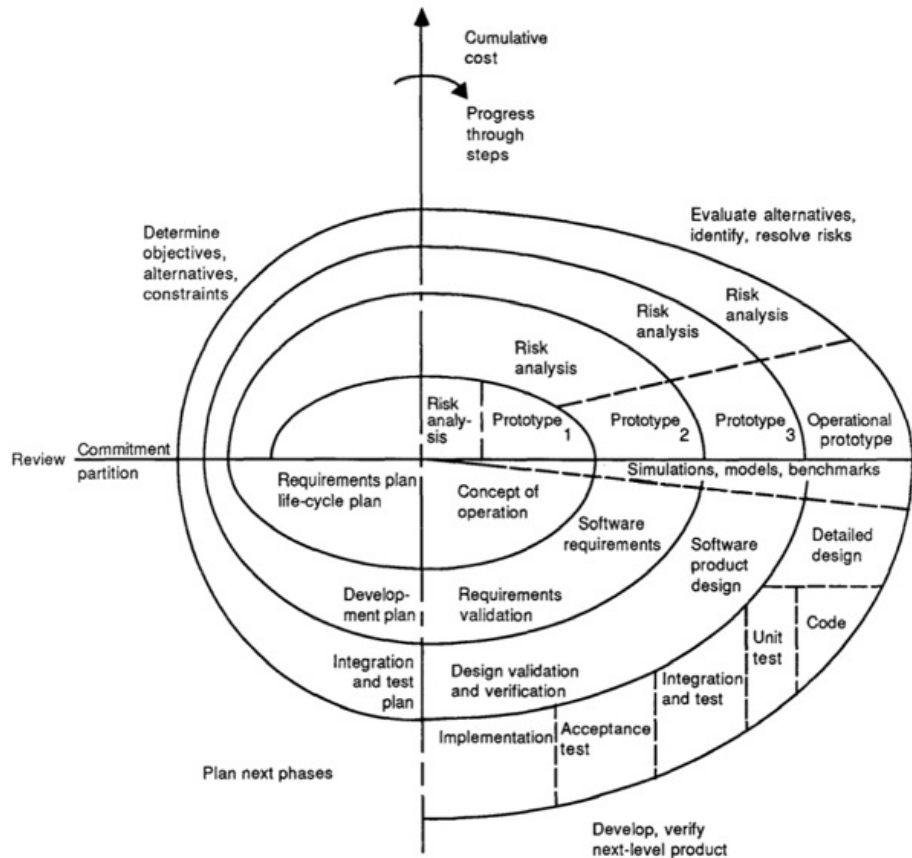 Cumulative
cost
Progress
through
steps
Determine
objectives,
alternatives,
constraints
Evaluate alternatives,
identify, resolve risks
Risk
analysis
Risk
analysis
Risk
analysis
Risk
analy-
sis
Prototype 1
Prototype 2
Prototype 3
Operational
prototype
Review
Commitment
partition
Simulations, models, benchmarks
Requirements plan
life-cycle plan
Concept of
operation
Software
requirements
Software
product
design
Detailed
design
Develop-
ment plan
Requirements
validation
Code
Unit
test
Integration
and test
plan
Design validation
and verification
Integration
and test
Acceptance
test
Implementation
Plan next phases
Develop, verify
next-level product